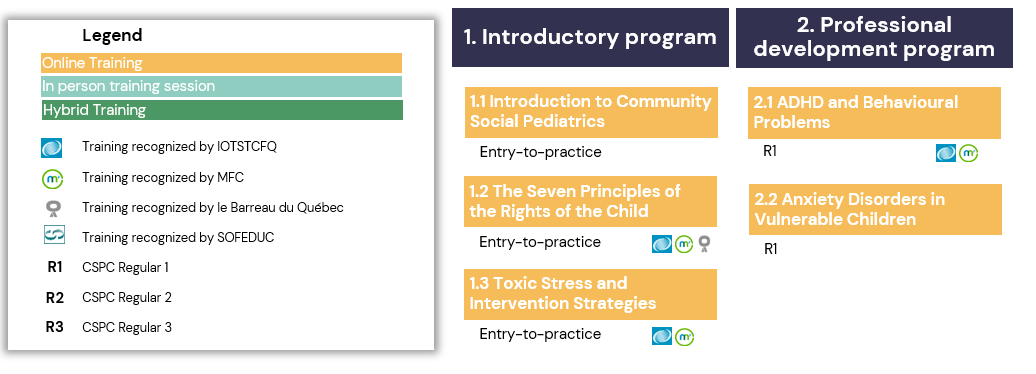 Legend
Online Training
In person training session
Hybrid Training
Training recognized by IOTSTCFQ
Training recognized by MFC
Training recognized by le Barreau du Québec
Training recognized by SOFEDUC
R1 CSPC Regular 1
R2 CSPC Regular 2
R3 CSPC Regular 3
1. Introductory program
1.1 Introduction to Community
Social Pediatrics
Entry-to-practice
1.2 The Seven Principles of
the Rights of the Child
Entry-to-practice
1.3 Toxic Stress and
Intervention Strategies
Entry-to-practice
2. Professional
development program
2.1 ADHD and Behavioural
Problems
R1
2.2 Anxiety Disorders in
Vulnerable Children
R1